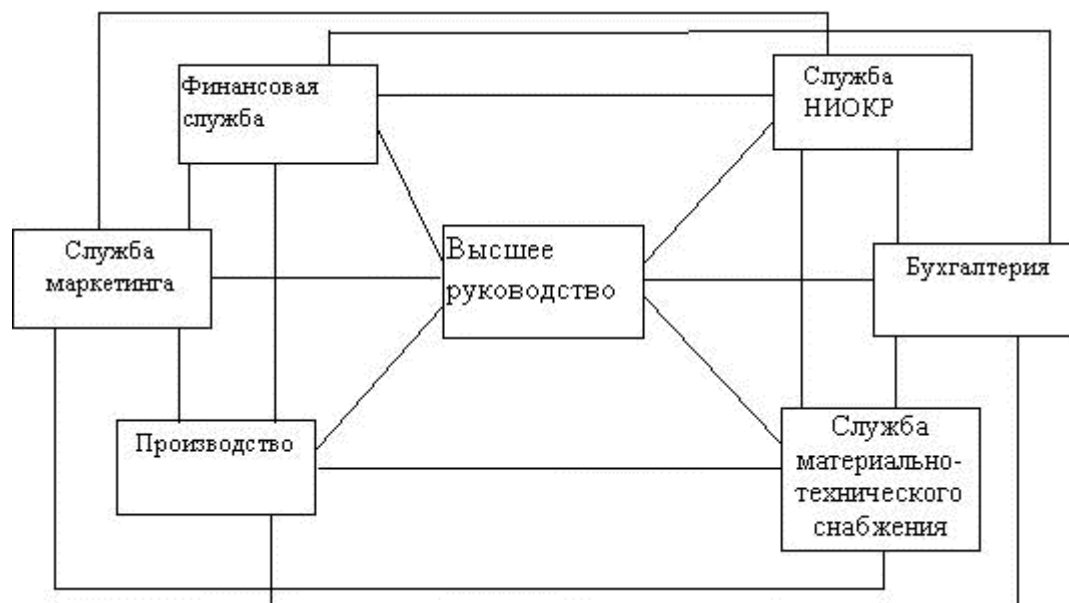 Финансовая
служба
Служба
НИОКР
Служба
маркетинга
Высшее
руководство
Бухгалтерия
Производство
Служба
материально-
технического
снабжения